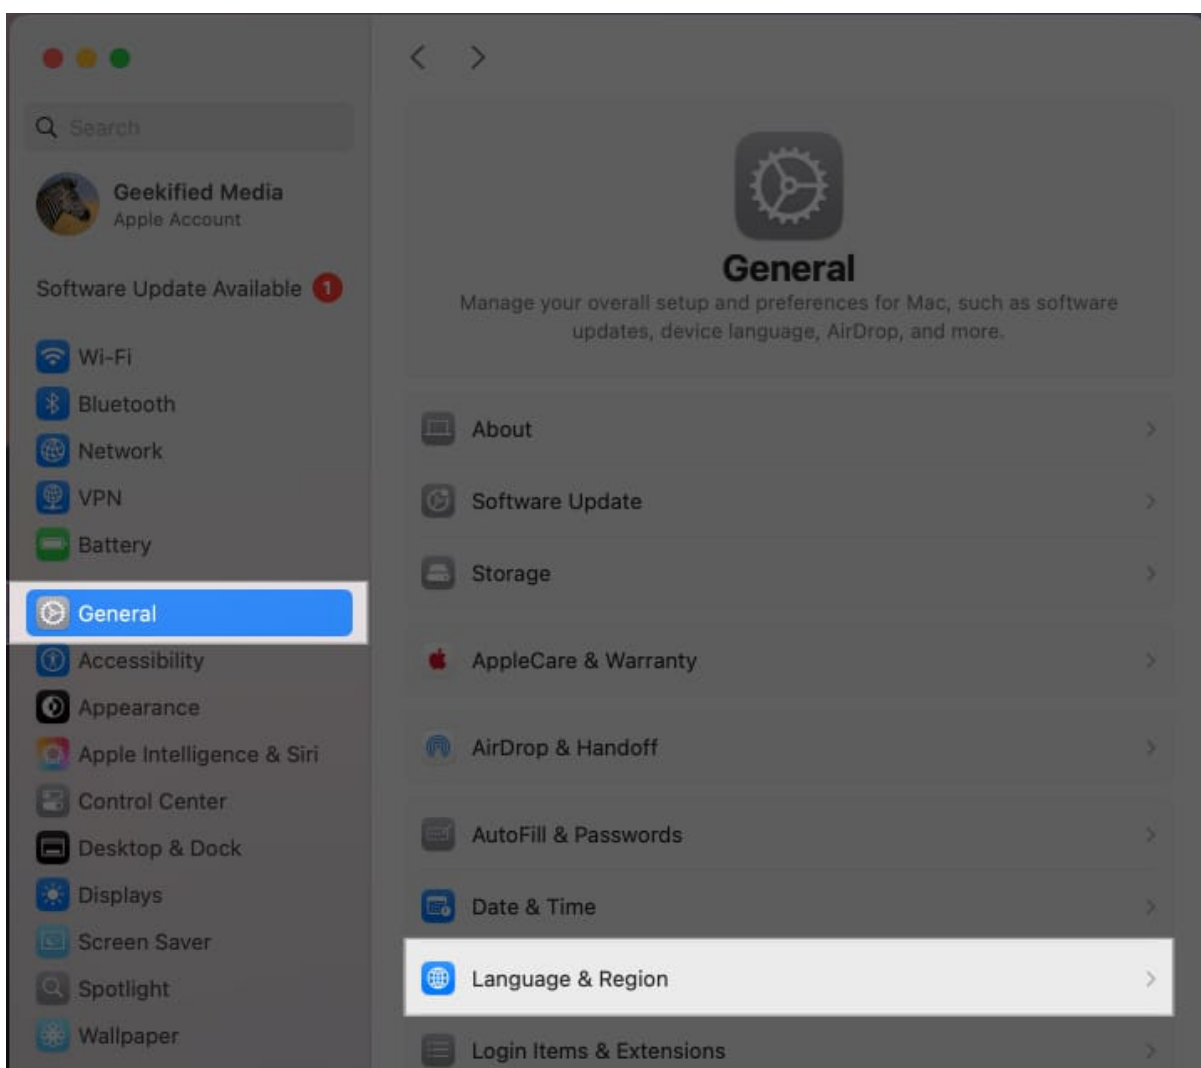 Search
Geekified Media
Apple Account
Software Update Available 1
Wi-Fi
Bluetooth
Network
VPN
Battery
General
Accessibility
Appearance
Apple Intelligence & Siri
Control Center
Desktop & Dock
Displays
Screen Saver
Spotlight
Wallpaper
General
Manage your overall setup and preferences for Mac, such as software
updates, device language, AirDrop, and more.
About
Software Update
Storage
AppleCare & Warranty
AirDrop & Handoff
AutoFill & Passwords
Date & Time
Language & Region
Login Items & Extensions